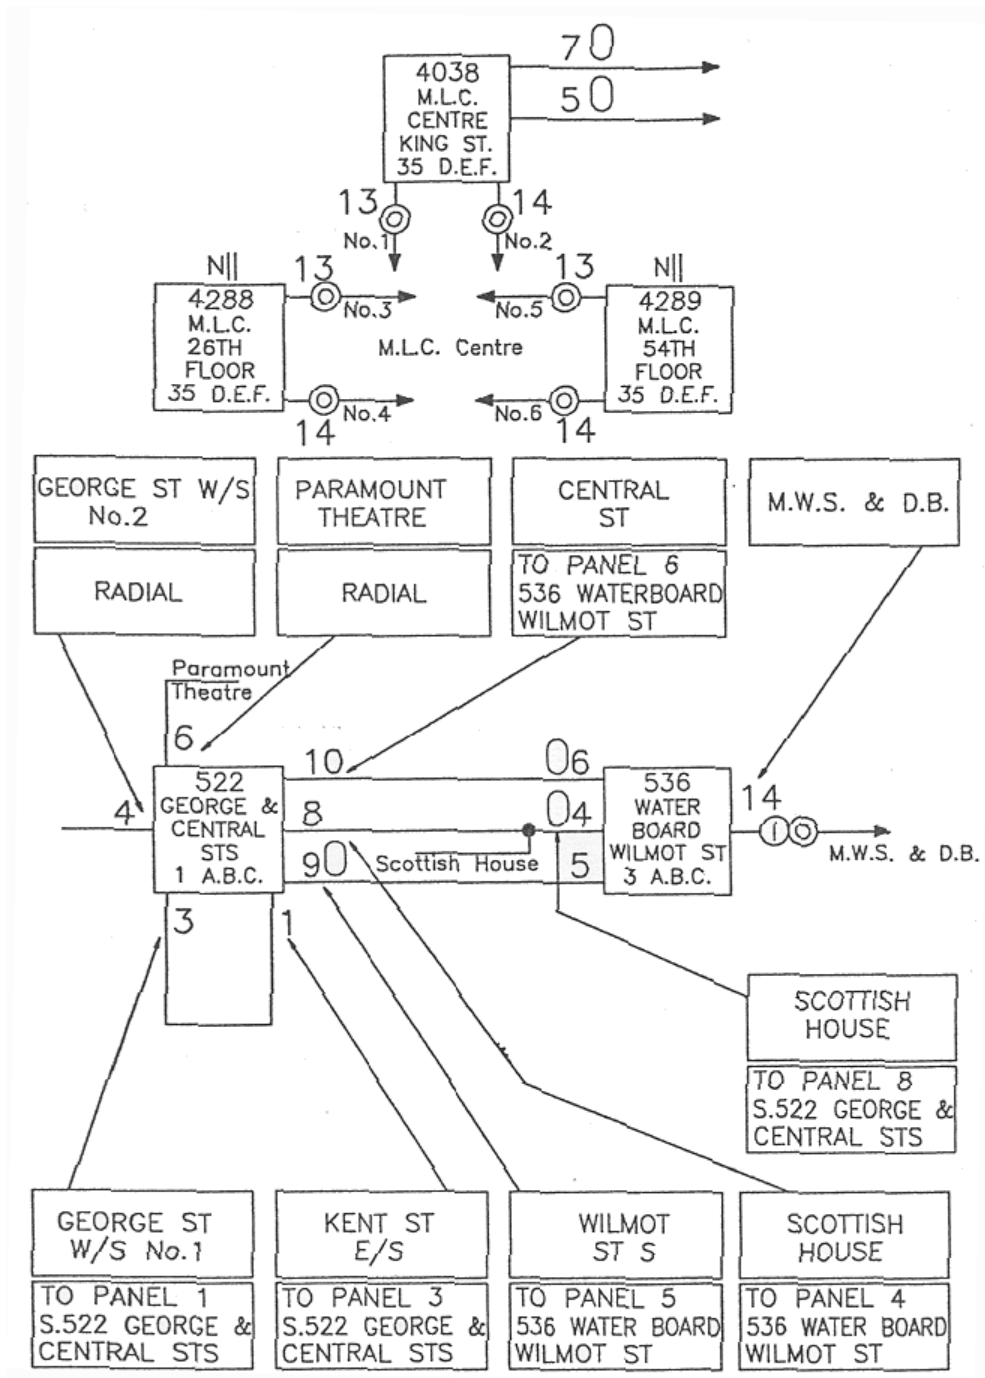 7 0
5 0
4038
M.L.C.
CENTRE
KING ST.
35 D.E.F.
13
14
No.1
No.2
N||
13
13
N||
4288
M.L.C.
26TH
FLOOR
35 D.E.F.
No.3
No.5
4289
M.L.C.
54TH
FLOOR
35 D.E.F.
M.L.C. Centre
No.4
No.6
14
14
GEORGE ST W/S
No.2
RADIAL
PARAMOUNT
THEATRE
RADIAL
CENTRAL
ST
TO PANEL 6
536 WATERBOARD
WILMOT ST
M.W.S. & D.B.
Paramount
Theatre
6
10
06
522
GEORGE &
CENTRAL
STS
1 A.B.C.
4
8
04
90
Scottish House
5
536
WATER
BOARD
WILMOT ST
3 A.B.C.
14
M.W.S. & D.B.
3
1
SCOTTISH
HOUSE
TO PANEL 8
S.522 GEORGE &
CENTRAL STS
GEORGE ST
W/S No.1
TO PANEL 1
S.522 GEORGE &
CENTRAL STS
KENT ST
E/S
TO PANEL 3
S.522 GEORGE &
CENTRAL STS
WILMOT
ST S
TO PANEL 5
536 WATER BOARD
WILMOT ST
SCOTTISH
HOUSE
TO PANEL 4
536 WATER BOARD
WILMOT ST